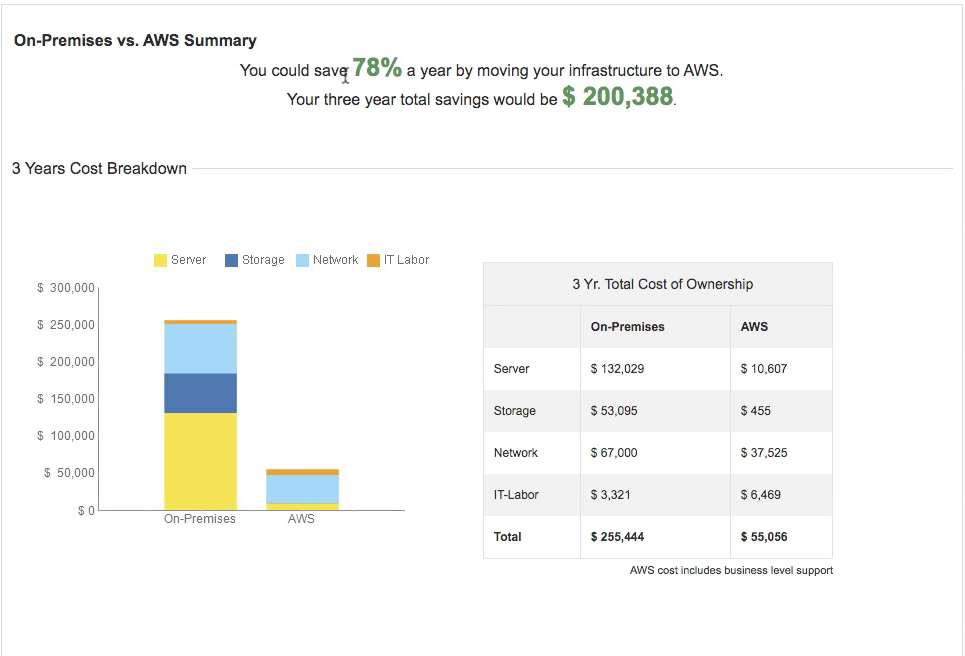 On-Premises vs. AWS Summary
You could save 78% a year by moving your infrastructure to AWS.
Your three year total savings would be $ 200,388.
3 Years Cost Breakdown
Server Storage Network IT Labor
$ 300,000
$ 250,000
$ 200,000
$ 150,000
$ 100,000
$ 50,000
$ 0
On-Premises AWS
3 Yr. Total Cost of Ownership
On-Premises AWS
Server $ 132,029 $ 10,607
Storage $ 53,095 $ 455
Network $ 67,000 $ 37,525
IT-Labor $ 3,321 $ 6,469
Total $ 255,444 $ 55,056
AWS cost includes business level support